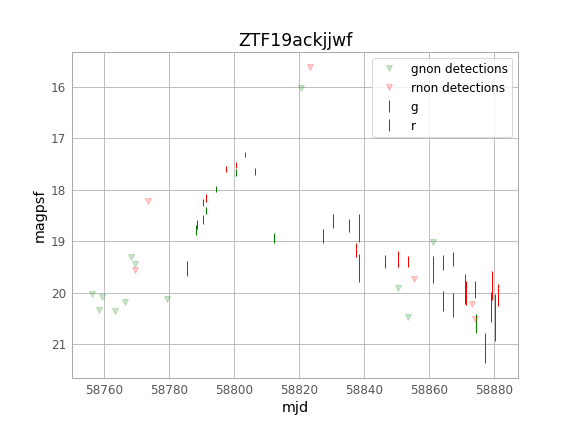 ZTF19ackjjwf
gnon detections
rnon detections
g
r
magpsf
16
17
18
19
20
21
58760 58780 58800 58820 58840 58860 58880
mjd